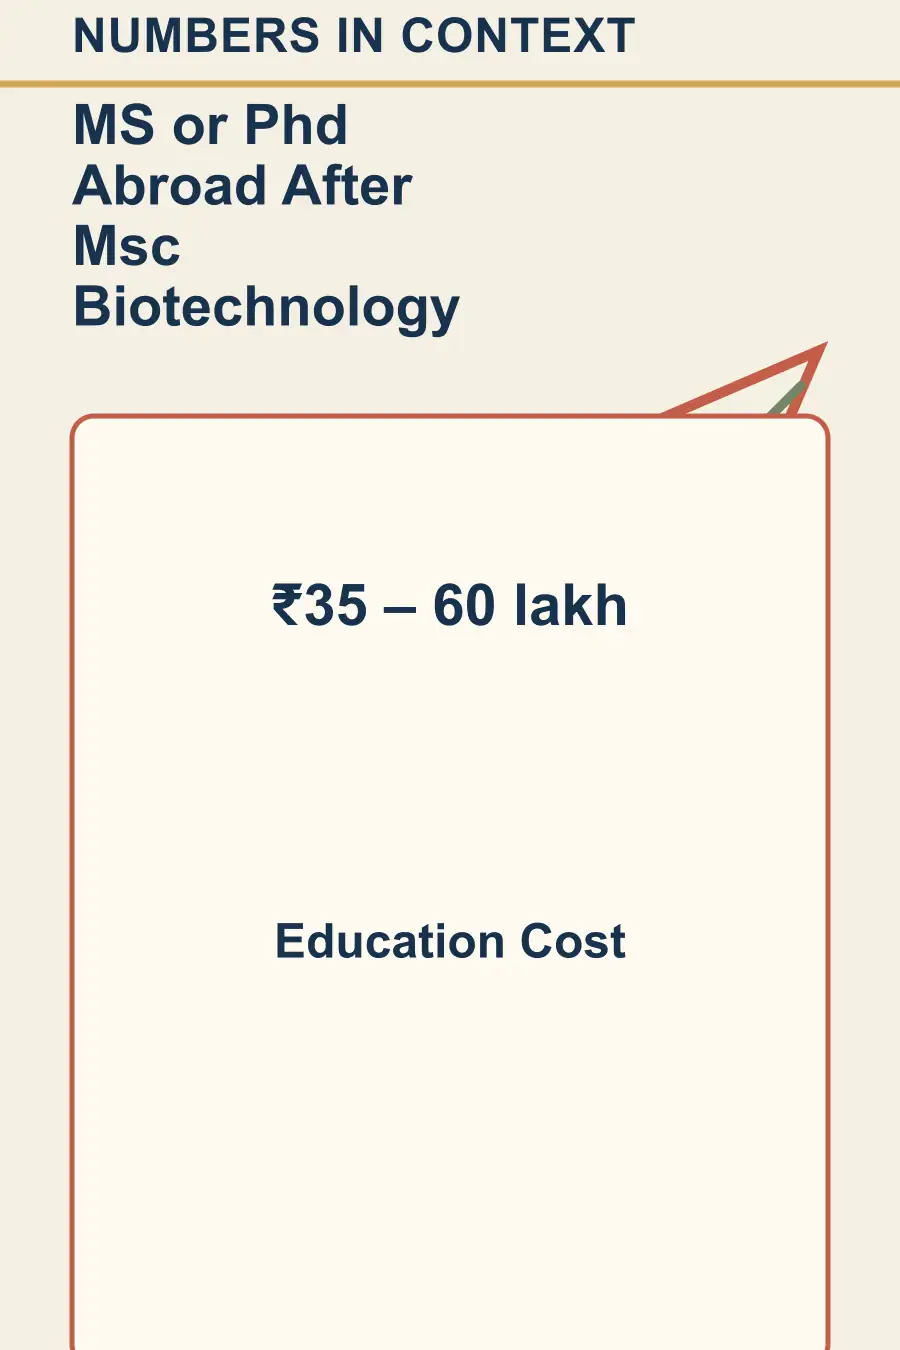 NUMBERS IN CONTEXT
MS or Phd
Abroad After
Msc
Biotechnology
₹35 – 60 lakh
Education Cost